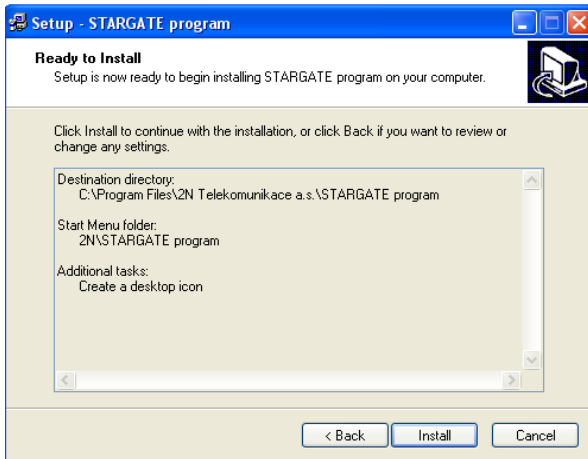 Setup - STARGATE program
Ready to Install
Setup is now ready to begin installing STARGATE program on your computer.
Click Install to continue with the installation, or click Back if you want to review or
change any settings.
Destination directory:
C:\Program Files\2N Telekomunikace a.s.\STARGATE program
Start Menu folder:
2N\STARGATE program
Additional tasks:
Create a desktop icon
< Back
Install
Cancel